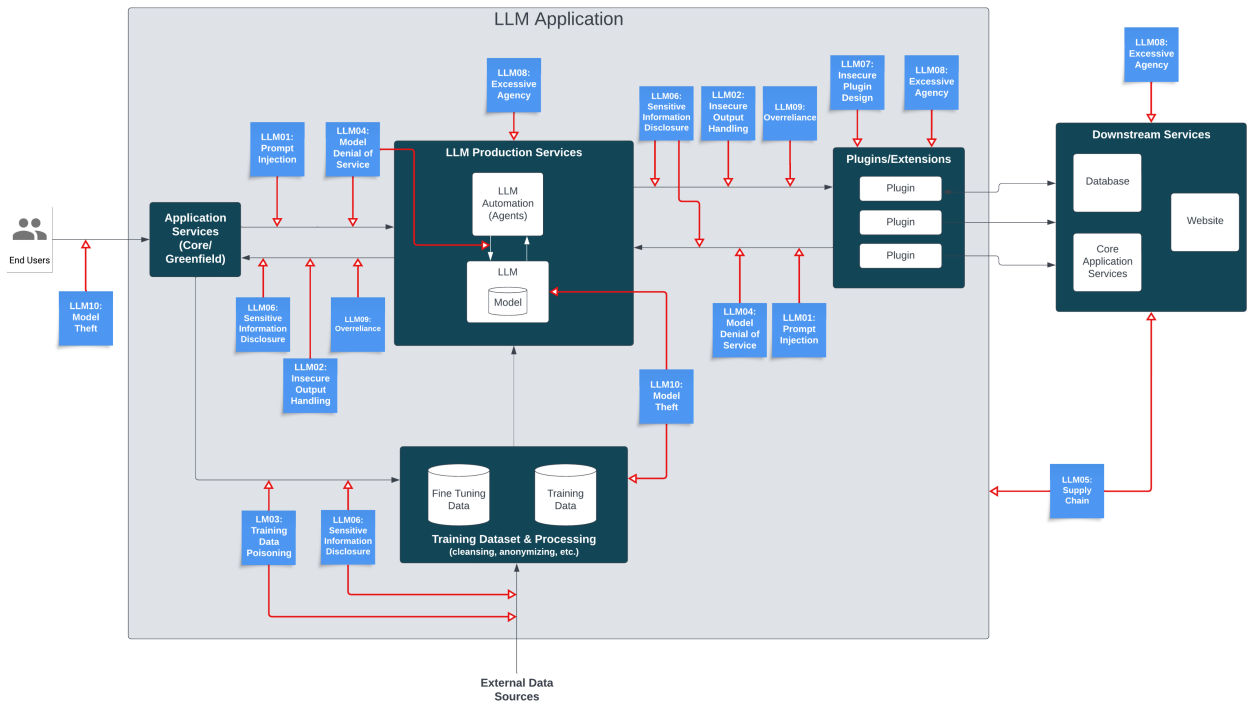 LLM Application
LLM08:
Excessive
Agency
LLM08:
Excessive
Agency
LLM07:
Insecure
Plugin
Design
LLM08:
Excessive
Agency
LLM06:
Sensitive
Information
Disclosure
LLM02:
Insecure
Output
Handling
LLM09:
Overreliance
LLM01:
Prompt
Injection
LLM04:
Model
Denial of
Service
LLM Production Services
LLM
Automation
(Agents)
LLM
Model
Plugins/Extensions
Plugin
Plugin
Plugin
Downstream Services
Database
Website
Core
Application
Services
Application
Services
(Core/
Greenfield)
End Users
LLM10:
Model
Theft
LLM06:
Sensitive
Information
Disclosure
LLM02:
Insecure
Output
Handling
LLM09:
Overreliance
LLM04:
Model
Denial of
Service
LLM01:
Prompt
Injection
LLM10:
Model
Theft
LLM05:
Supply
Chain
Fine Tuning
Data
Training
Data
Training Dataset & Processing
(cleansing, anonymizing, etc.)
LM03:
Training
Data
Poisoning
LLM06:
Sensitive
Information
Disclosure
External Data
Sources